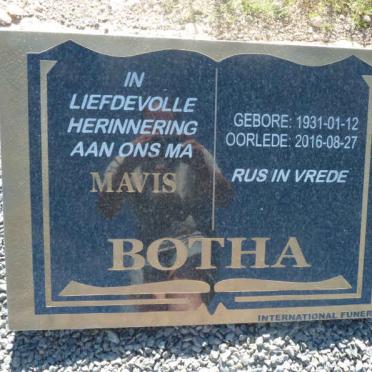 IN
LIEFDEVOLLE
HERINNERING
AAN ONS MA
MAVIS
GEBORE: 1931-01-12
OORLEDE: 2016-08-27
RUS IN VREDE
BOTHA
INTERNATIONAL